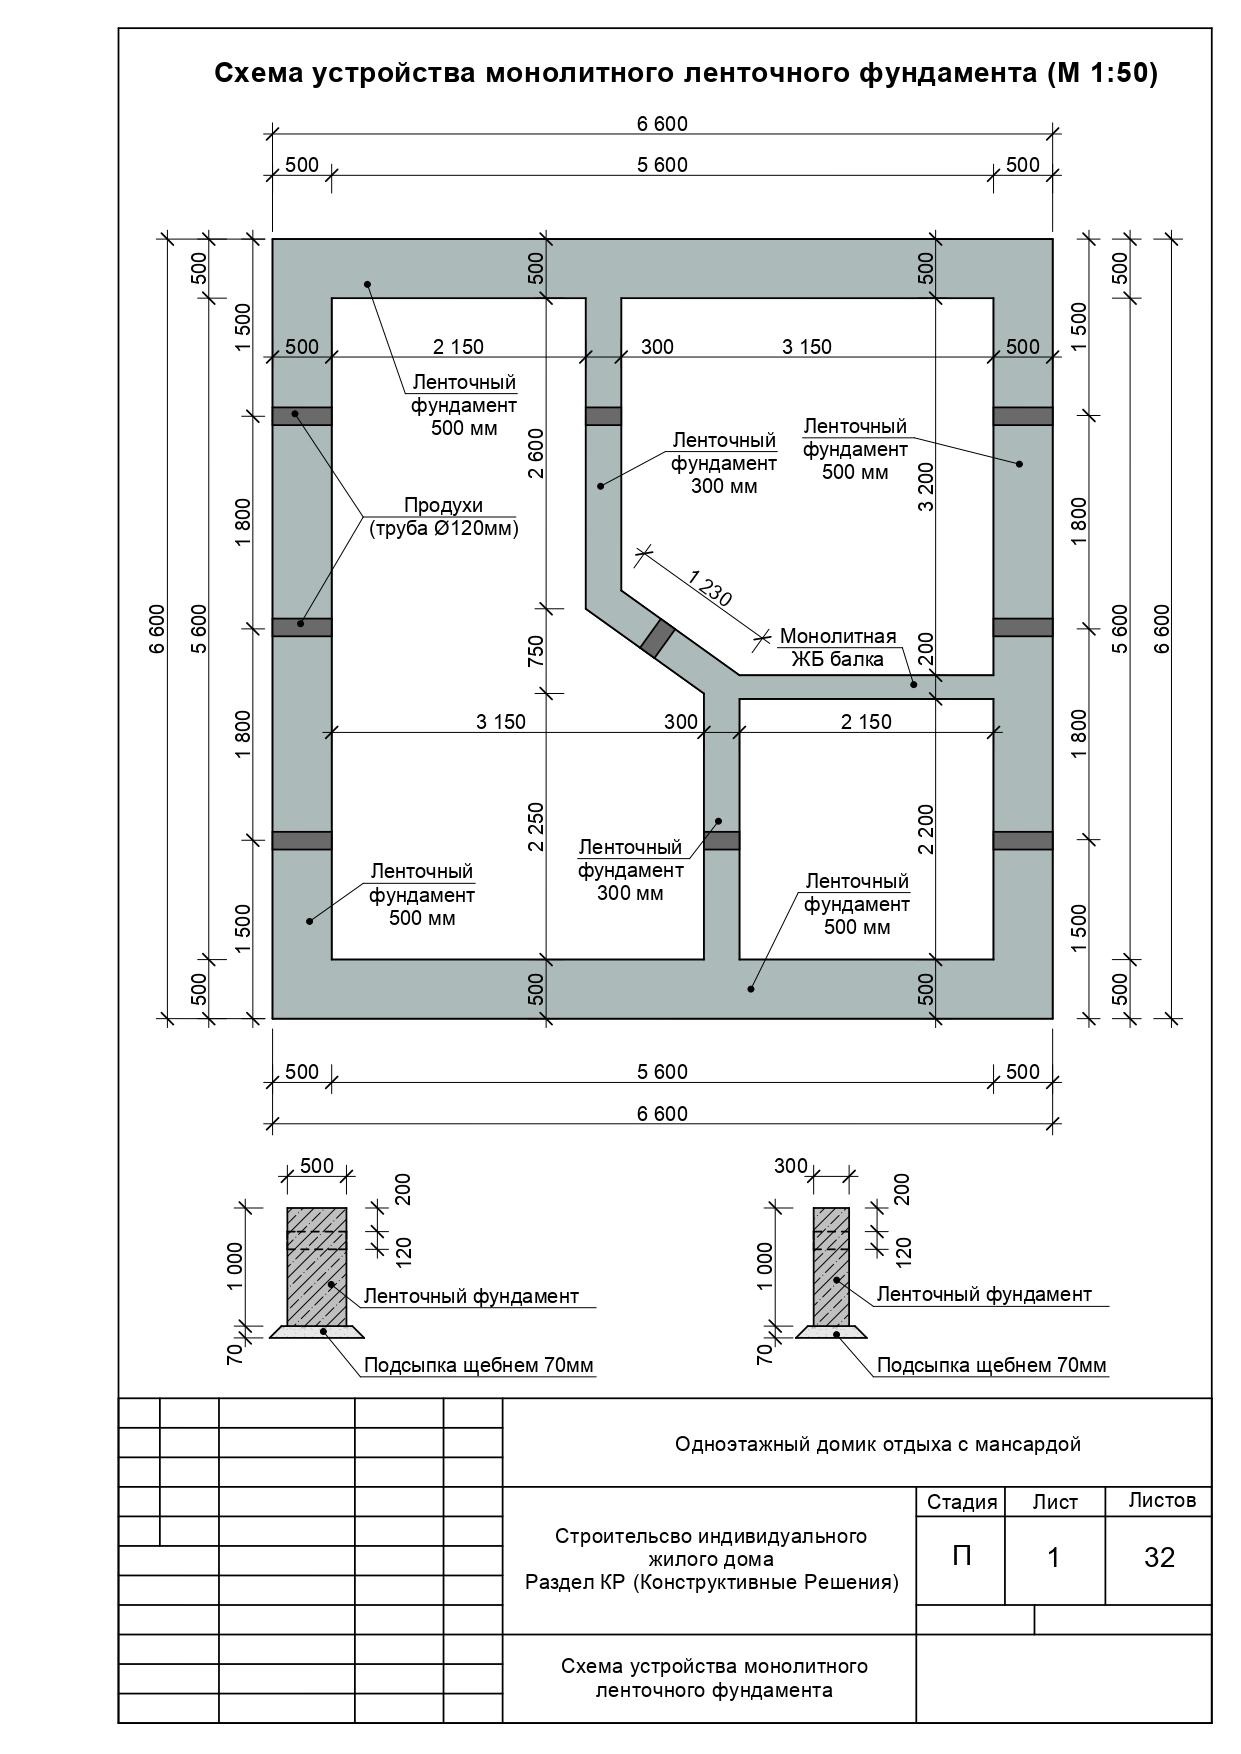 Схема устройства монолитного ленточного фундамента (М 1:50)
6 600
500 5 600 500
500 500
500 500
500 500
1 500 1 500
500 2 150 300 3 150 500
Ленточный
фундамент
500 мм
2 600
Ленточный
фундамент
300 мм
Ленточный
фундамент
500 мм
3 200
Продухи
(труба Ø120мм)
1 800 1 800
1 230
6 600 5 600
5 600 6 600
750
Монолитная
ЖБ балка
200
3 150 300 2 150
1 800 1 800
2 250
2 200
Ленточный
фундамент
300 мм
Ленточный
фундамент
500 мм
Ленточный
фундамент
500 мм
1 500 1 500
500 500 500 500
500 5 600 500
6 600
500
200
1 000
120
Ленточный фундамент
70
Подсыпка щебнем 70мм
300
200
1 000
120
Ленточный фундамент
70
Подсыпка щебнем 70мм
Одноэтажный домик отдыха с мансардой
Строительсво индивидуального
жилого дома
Раздел КР (Конструктивные Решения)
Стадия Лист Листов
П 1 32
Схема устройства монолитного
ленточного фундамента